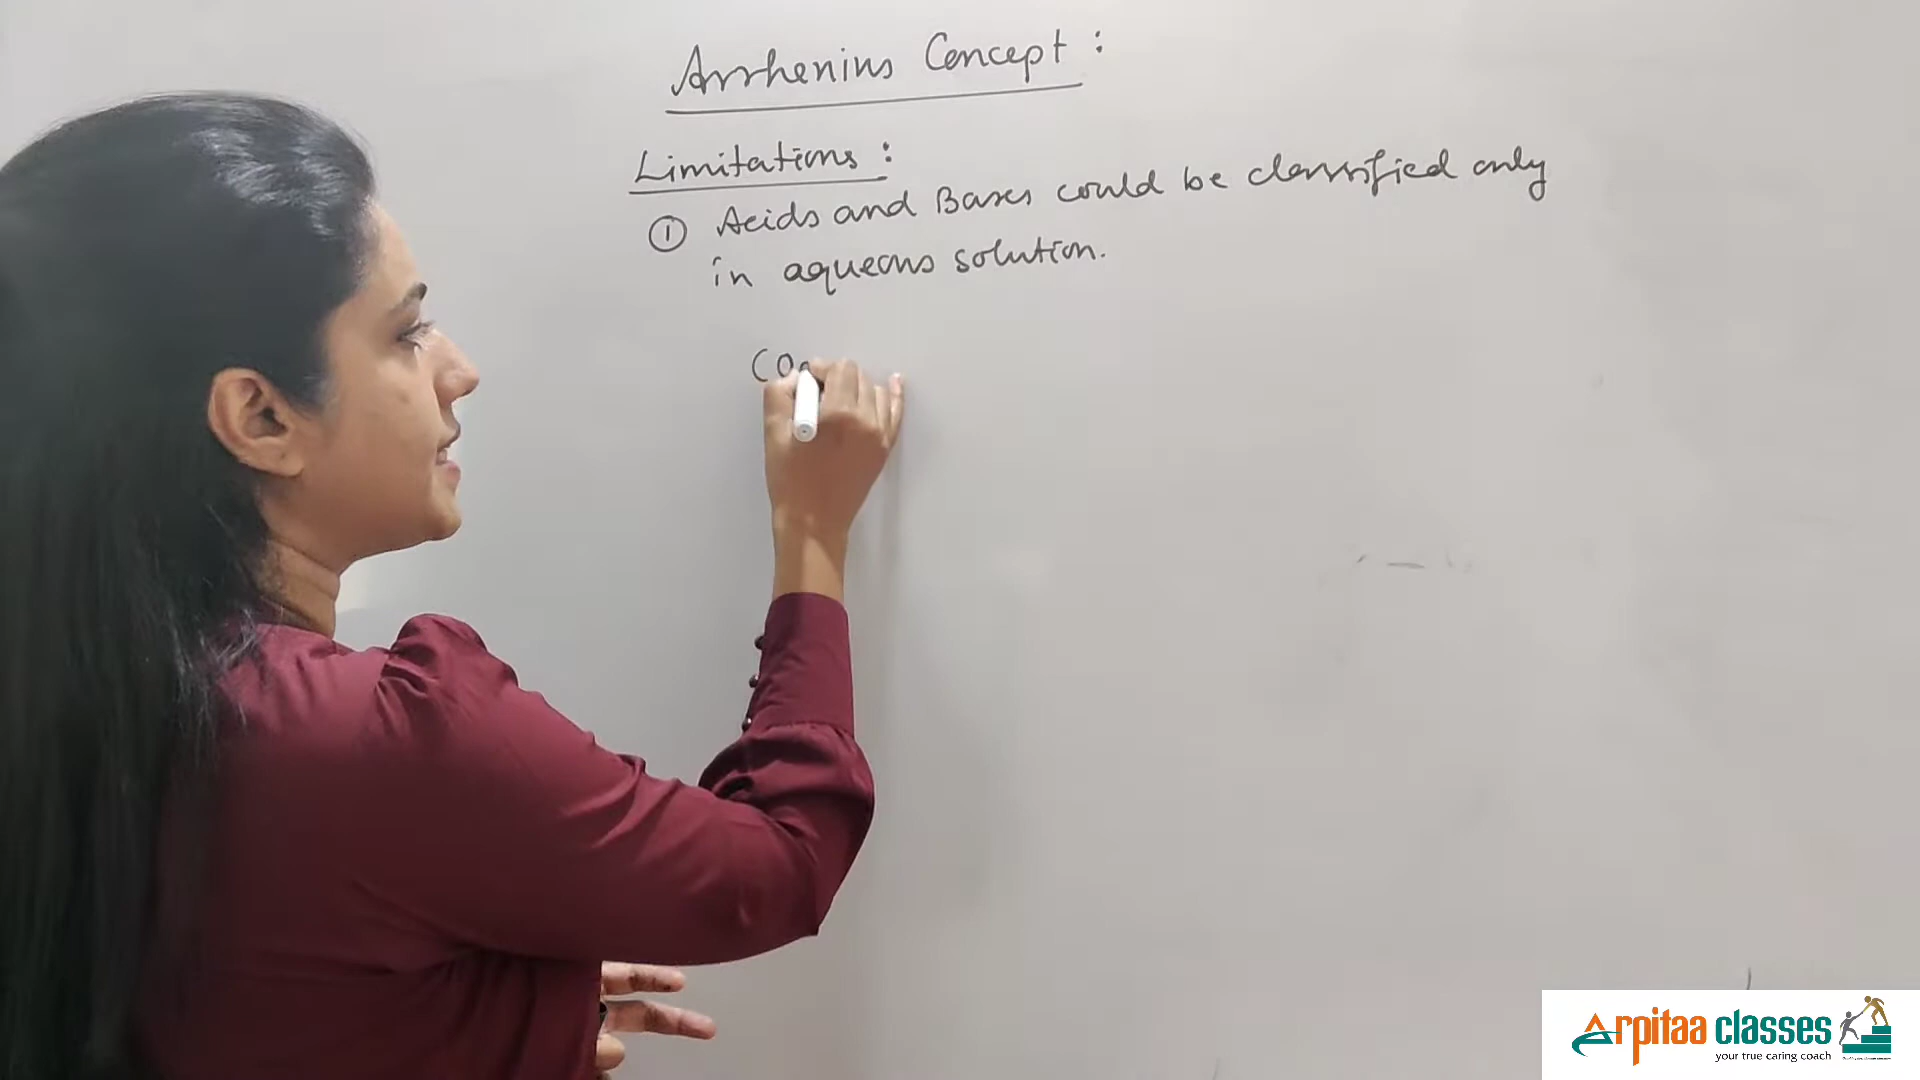 Arrhenius Concept :
Limitations :
① Acids and Bases could be classified only
in aqueous solution.
CO
Arpitaa classes
your true caring coach